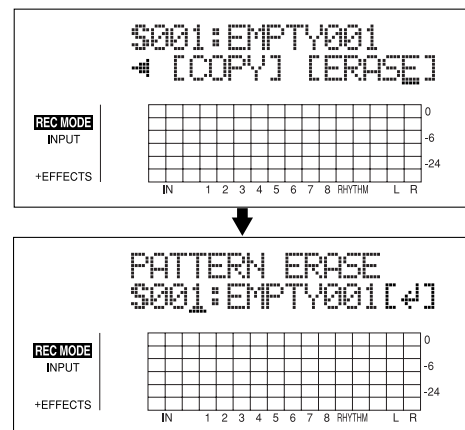 S001:EMPTY001
◄ [COPY] [ERASE]
REC MODE
INPUT
+EFFECTS
0
-6
-24
IN 1 2 3 4 5 6 7 8 RHYTHM L R
PATTERN ERASE
S001:EMPTY001[↵]
REC MODE
INPUT
+EFFECTS
0
-6
-24
IN 1 2 3 4 5 6 7 8 RHYTHM L R